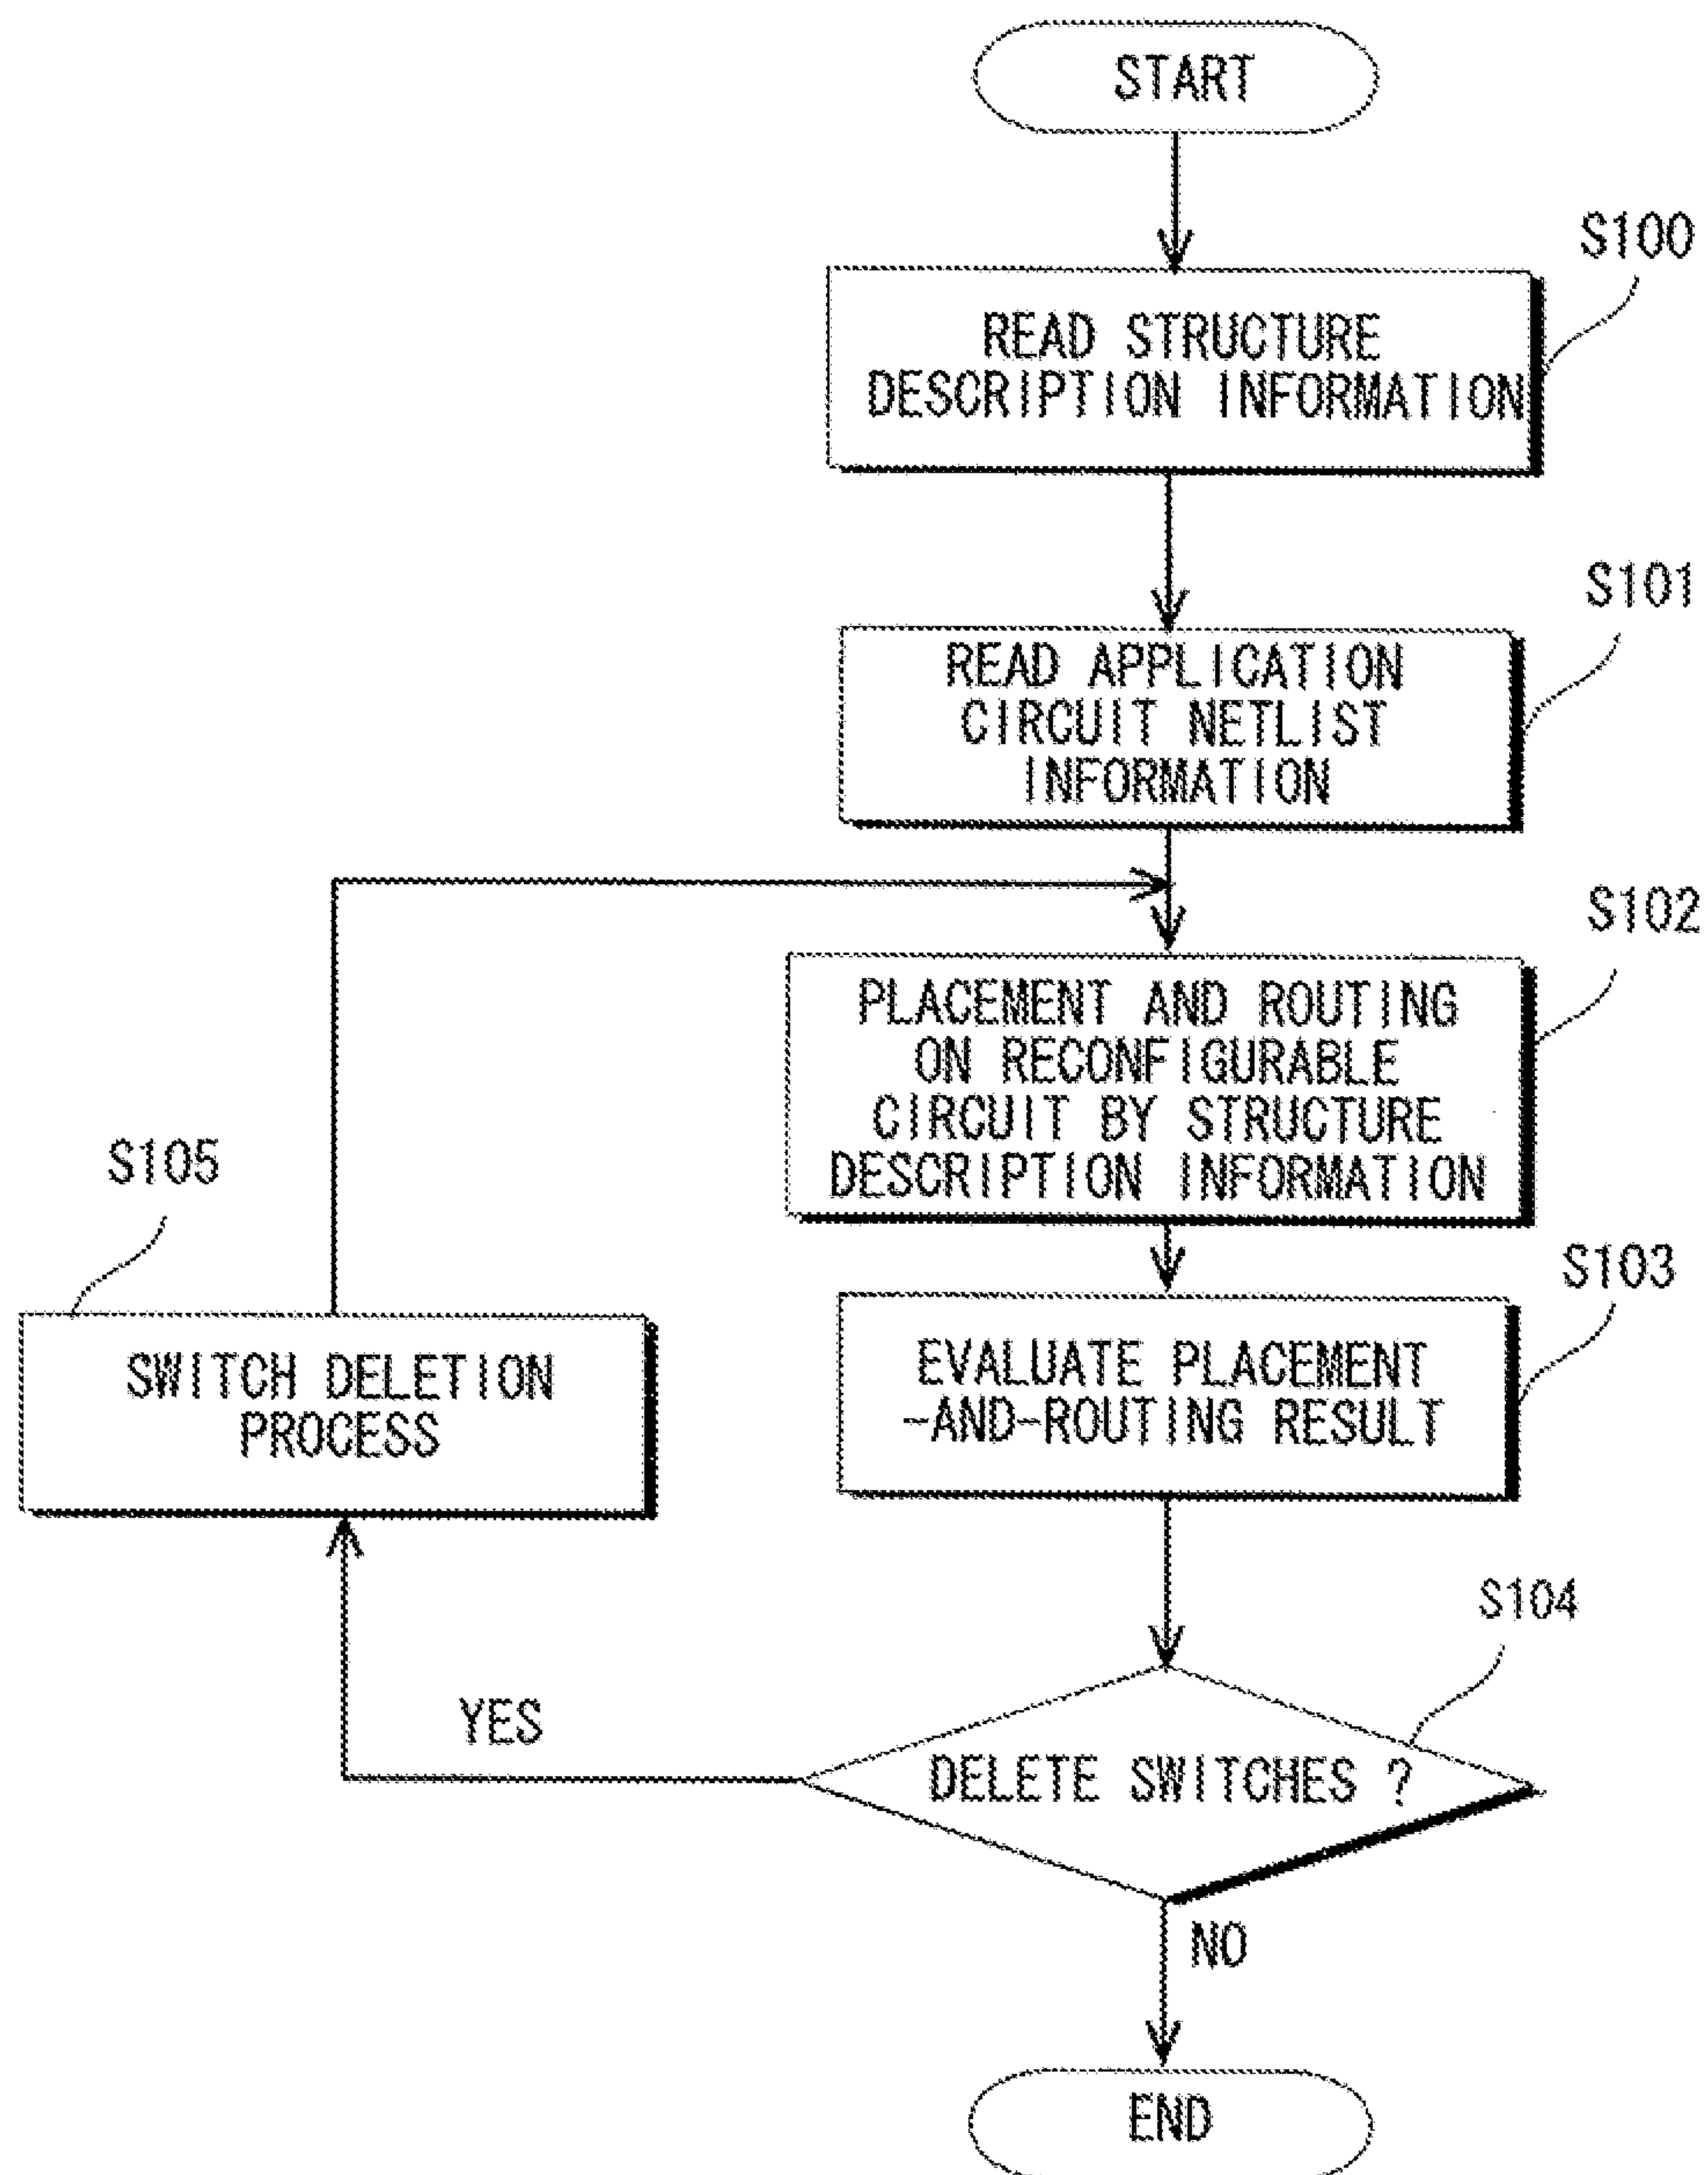 START
S100
READ STRUCTURE
DESCRIPTION INFORMATION
S101
READ APPLICATION
CIRCUIT NETLIST
INFORMATION
S102
PLACEMENT AND ROUTING
ON RECONFIGURABLE
CIRCUIT BY STRUCTURE
DESCRIPTION INFORMATION
S105
SWITCH DELETION
PROCESS
S103
EVALUATE PLACEMENT
-AND-ROUTING RESULT
S104
YES
DELETE SWITCHES ?
NO
END